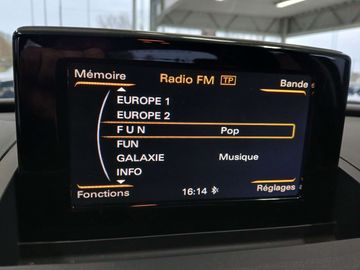 Mémoire Radio FM TP Bande
EUROPE 1
EUROPE 2
F U N Pop
FUN
GALAXIE Musique
INFO
Fonctions 16:14 Réglages